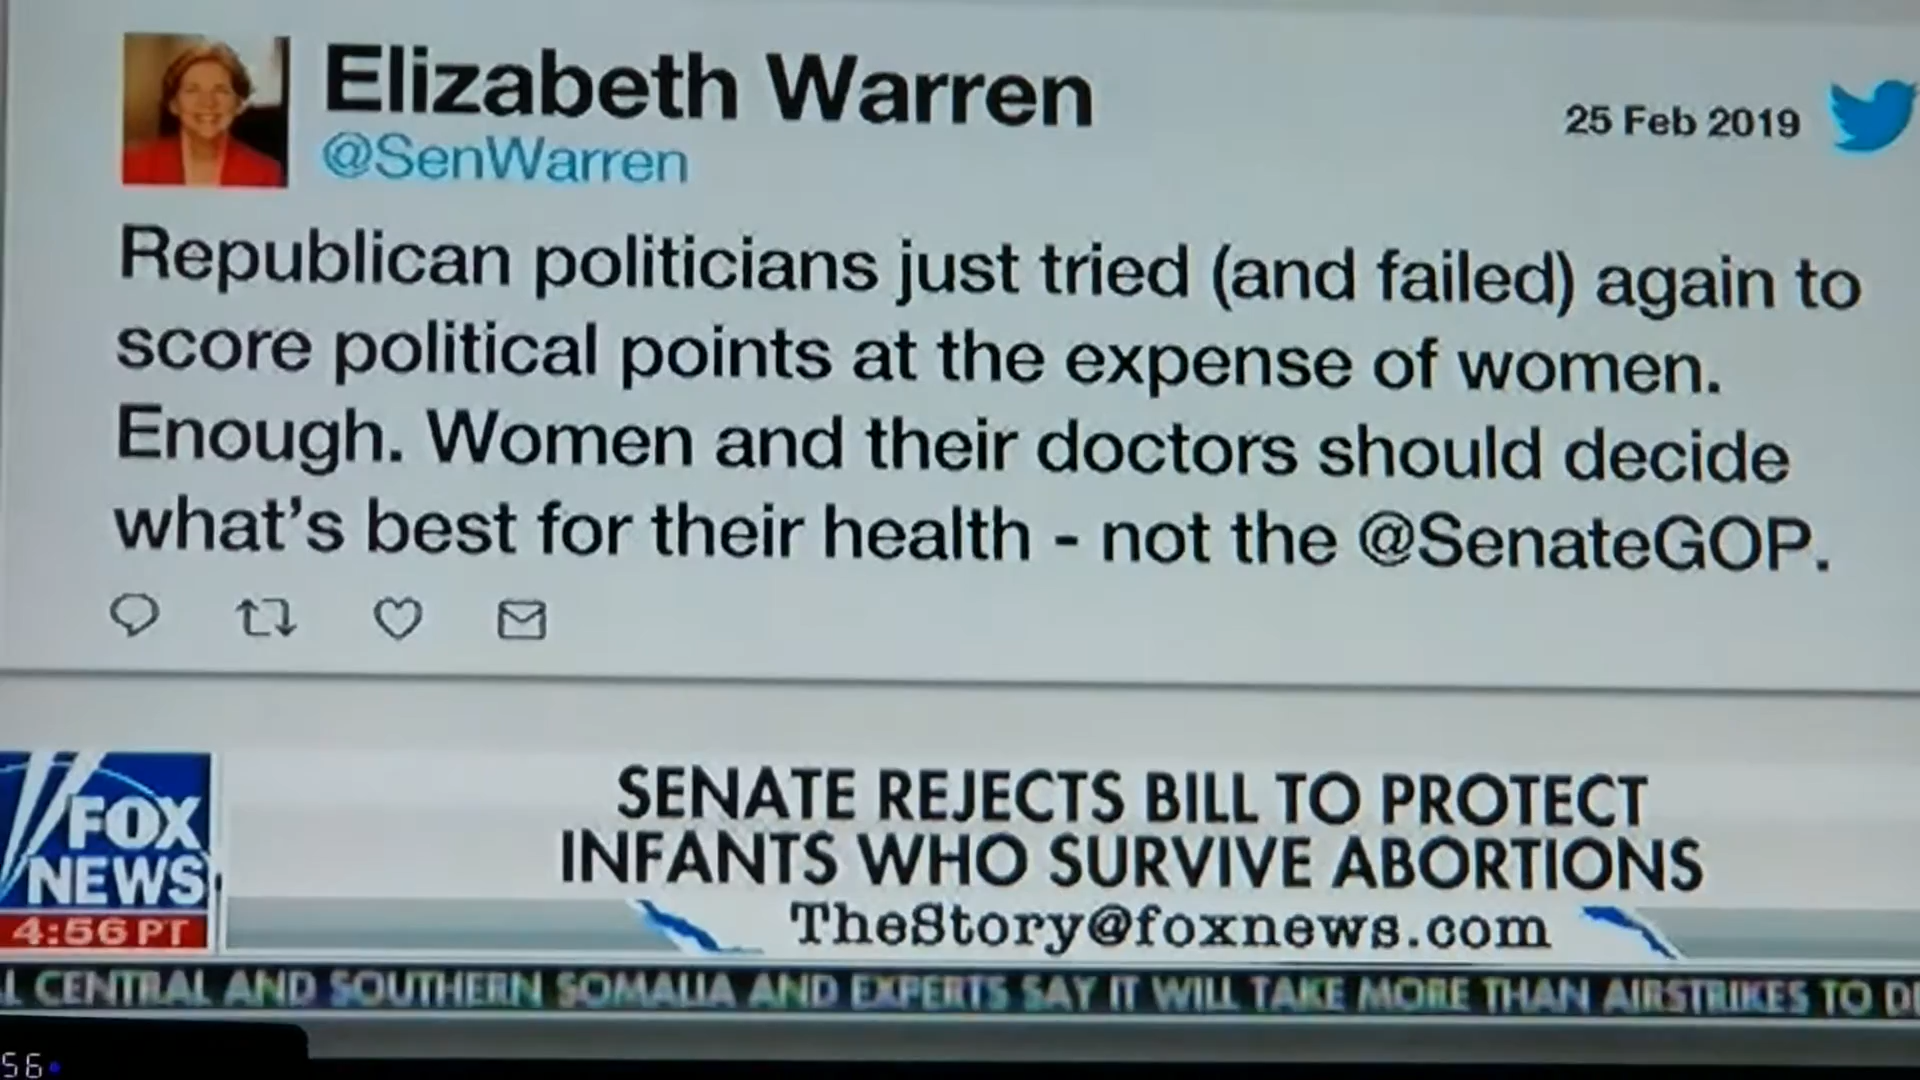 Elizabeth Warren
@SenWarren
25 Feb 2019
Republican politicians just tried (and failed) again to
score political points at the expense of women.
Enough. Women and their doctors should decide
what's best for their health - not the @SenateGOP.
FOX
NEWS
4:56 PT
SENATE REJECTS BILL TO PROTECT
INFANTS WHO SURVIVE ABORTIONS
TheStory@foxnews.com
CENTRAL AND SOUTHERN SOMALIA AND EXPERTS SAY IT WILL TAKE MORE THAN AIRSTRIKES TO
56